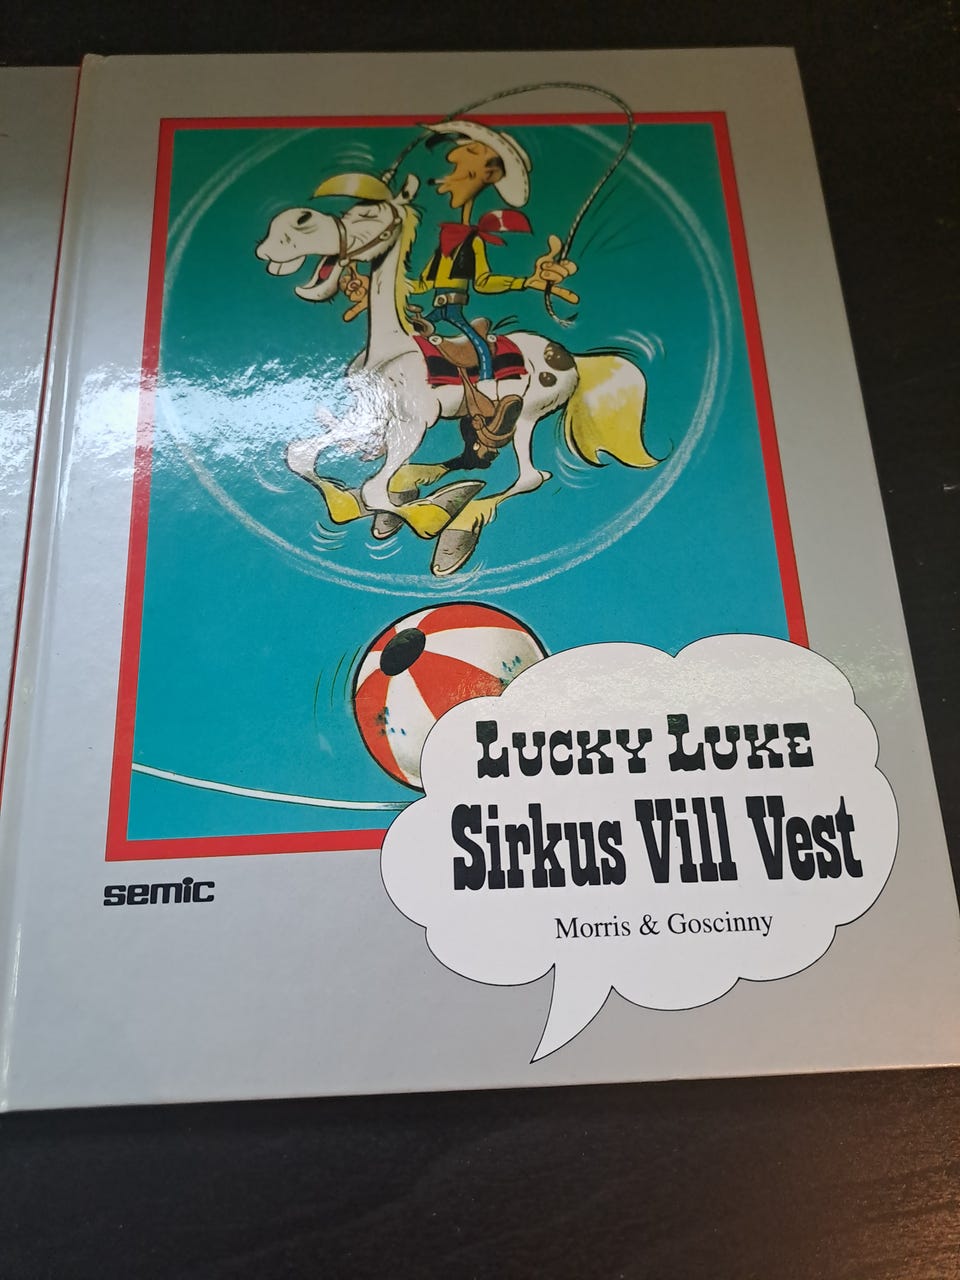 Lucky Luke
Sirkus Vill Vest
Morris & Goscinny
semic